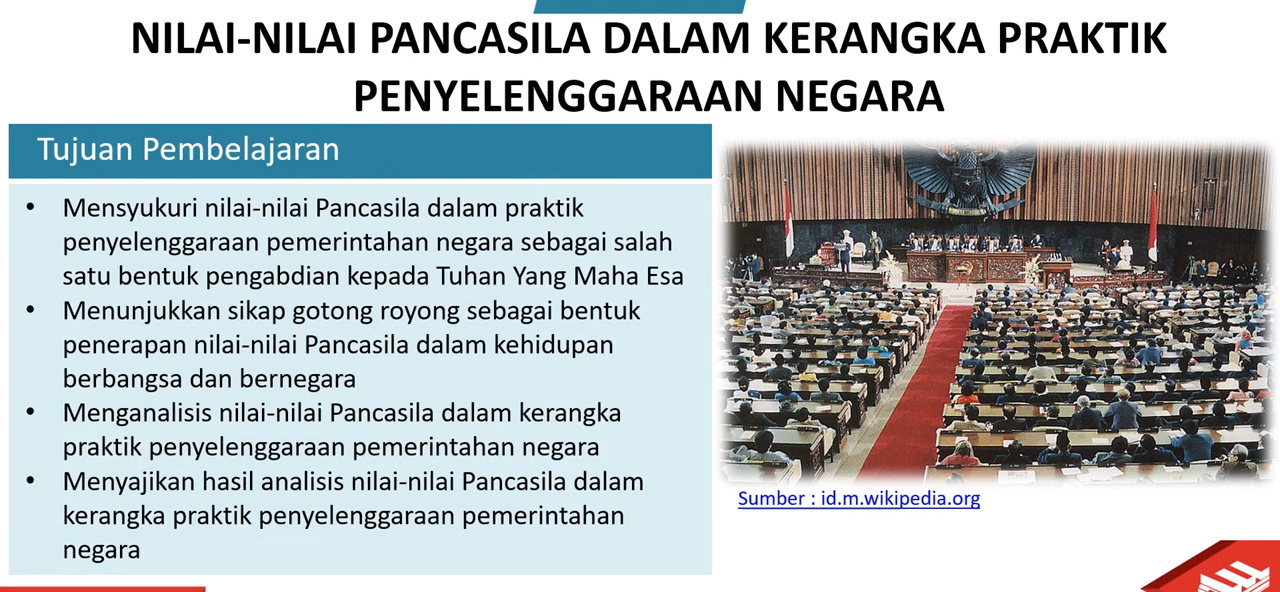 NILAI-NILAI PANCASILA DALAM KERANGKA PRAKTIK
PENYELENGGARAAN NEGARA
Tujuan Pembelajaran
• Mensyukuri nilai-nilai Pancasila dalam praktik
penyelenggaraan pemerintahan negara sebagai salah
satu bentuk pengabdian kepada Tuhan Yang Maha Esa
• Menunjukkan sikap gotong royong sebagai bentuk
penerapan nilai-nilai Pancasila dalam kehidupan
berbangsa dan bernegara
• Menganalisis nilai-nilai Pancasila dalam kerangka
praktik penyelenggaraan pemerintahan negara
• Menyajikan hasil analisis nilai-nilai Pancasila dalam
kerangka praktik penyelenggaraan pemerintahan
negara
Sumber : id.m.wikipedia.org